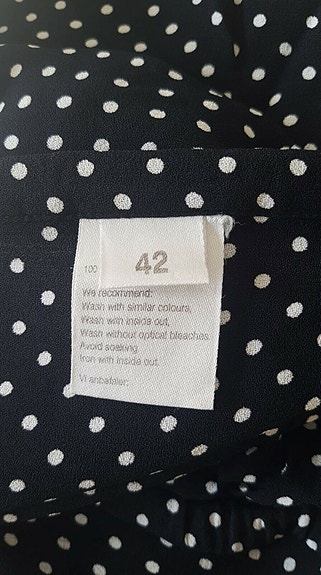 42
100
We recommend:
Wash with similar colours,
Wash with inside out,
Wash without optical bleaches
Avoid soaking
Iron with inside out.
Vi anbefaler: